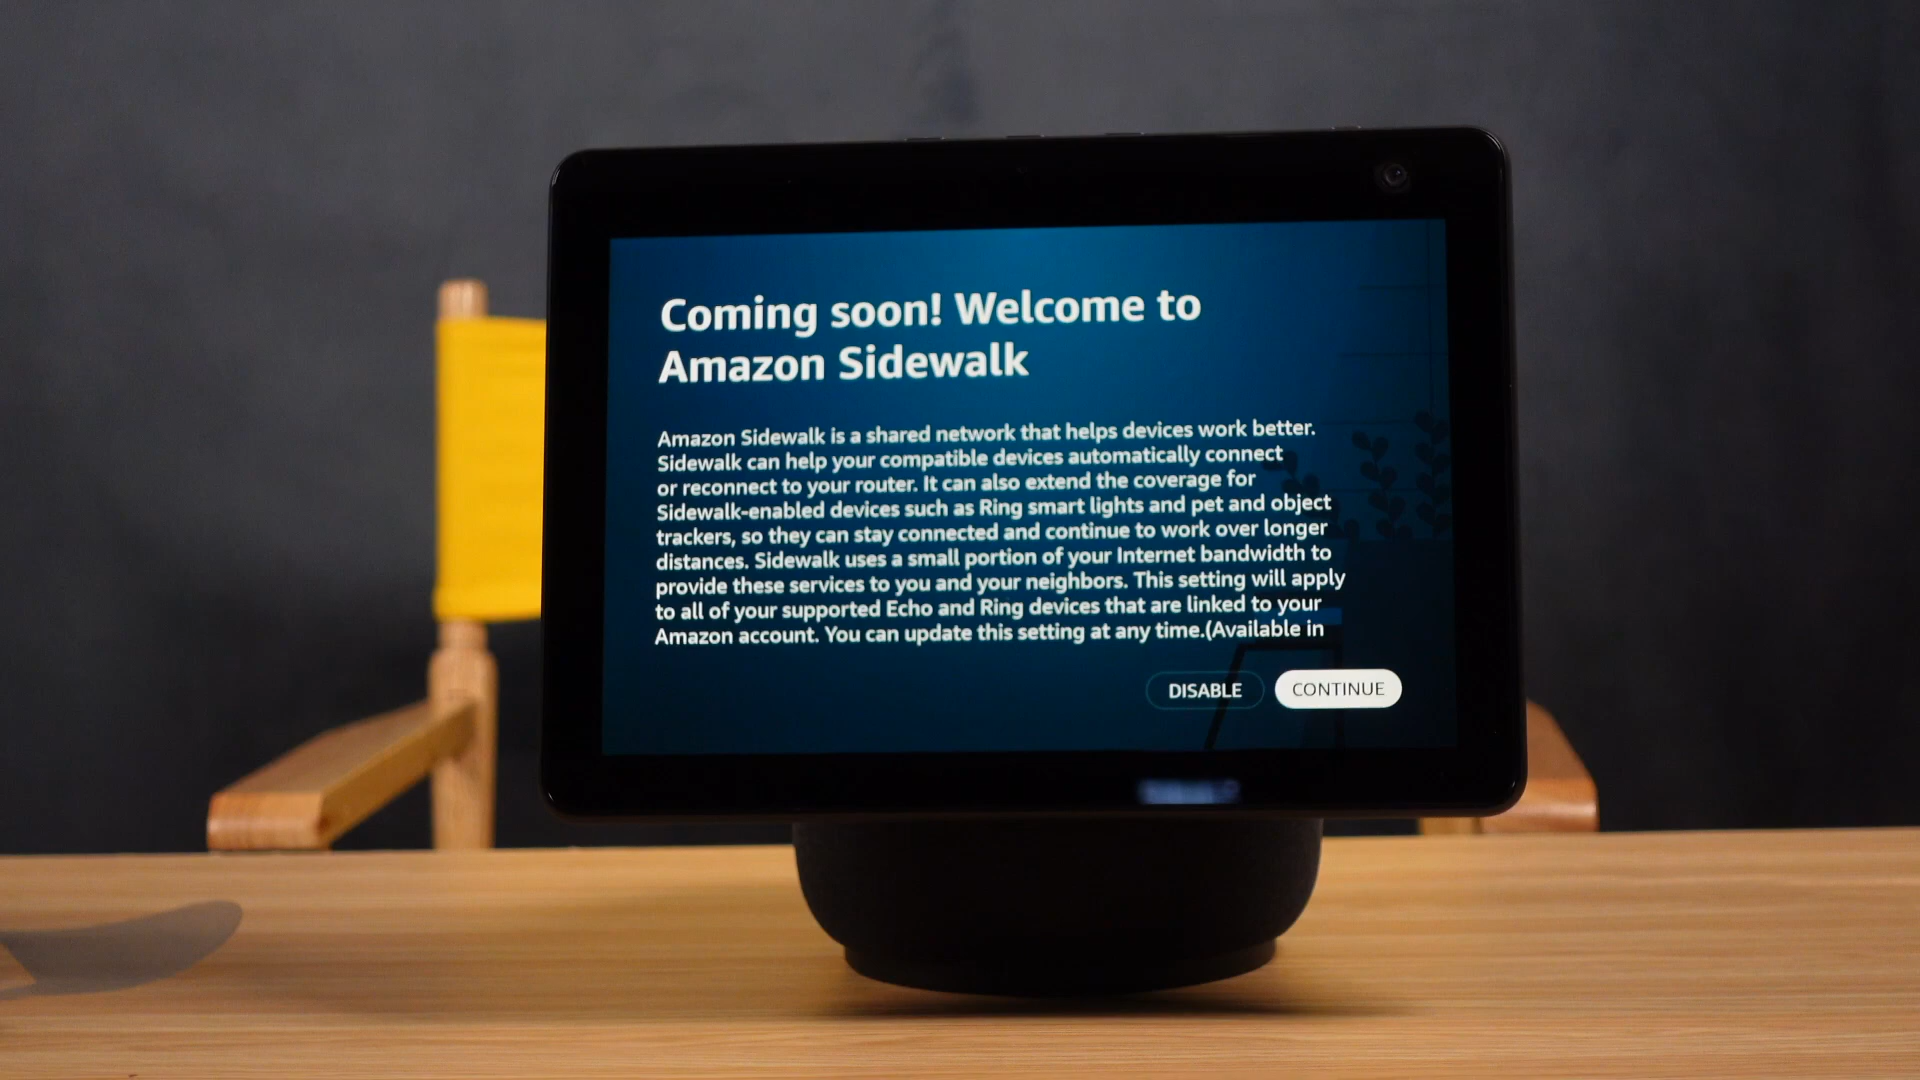 Coming soon! Welcome to
Amazon Sidewalk
Amazon Sidewalk is a shared network that helps devices work better.
Sidewalk can help your compatible devices automatically connect
or reconnect to your router. It can also extend the coverage for
Sidewalk-enabled devices such as Ring smart lights and pet and object
trackers, so they can stay connected and continue to work over longer
distances. Sidewalk uses a small portion of your Internet bandwidth to
provide these services to you and your neighbors. This setting will apply
to all of your supported Echo and Ring devices that are linked to your
Amazon account. You can update this setting at any time.(Available in
DISABLE CONTINUE